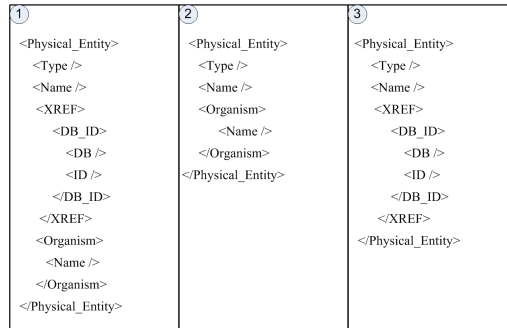 1
<Physical_Entity>
<Type />
<Name />
<XREF>
<DB_ID>
<DB />
<ID />
</DB_ID>
</XREF>
<Organism>
<Name />
</Organism>
</Physical_Entity>
2
<Physical_Entity>
<Type />
<Name />
<Organism>
<Name />
</Organism>
</Physical_Entity>
3
<Physical_Entity>
<Type />
<Name />
<XREF>
<DB_ID>
<DB />
<ID />
</DB_ID>
</XREF>
</Physical_Entity>